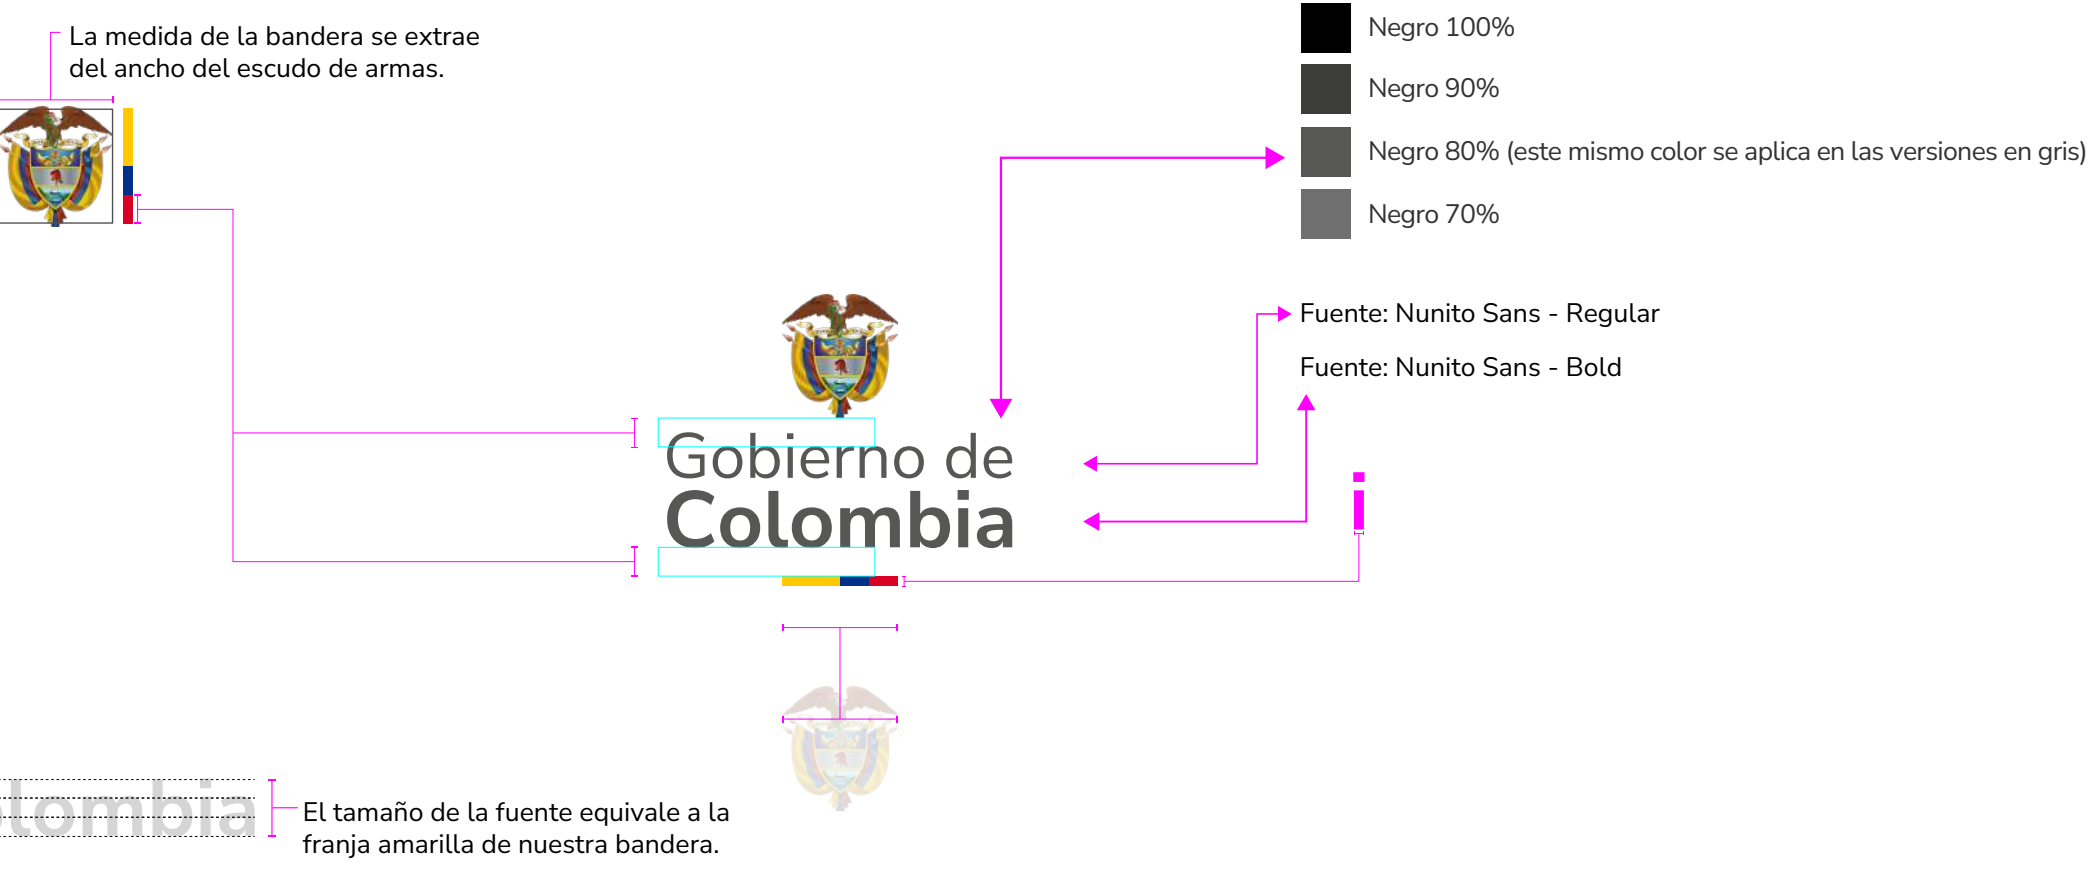 La medida de la bandera se extrae
del ancho del escudo de armas.
Negro 100%
Negro 90%
Negro 80% (este mismo color se aplica en las versiones en gris)
Negro 70%
Fuente: Nunito Sans - Regular
Fuente: Nunito Sans - Bold
Gobierno de
Colombia
i
lombia
El tamaño de la fuente equivale a la
franja amarilla de nuestra bandera.